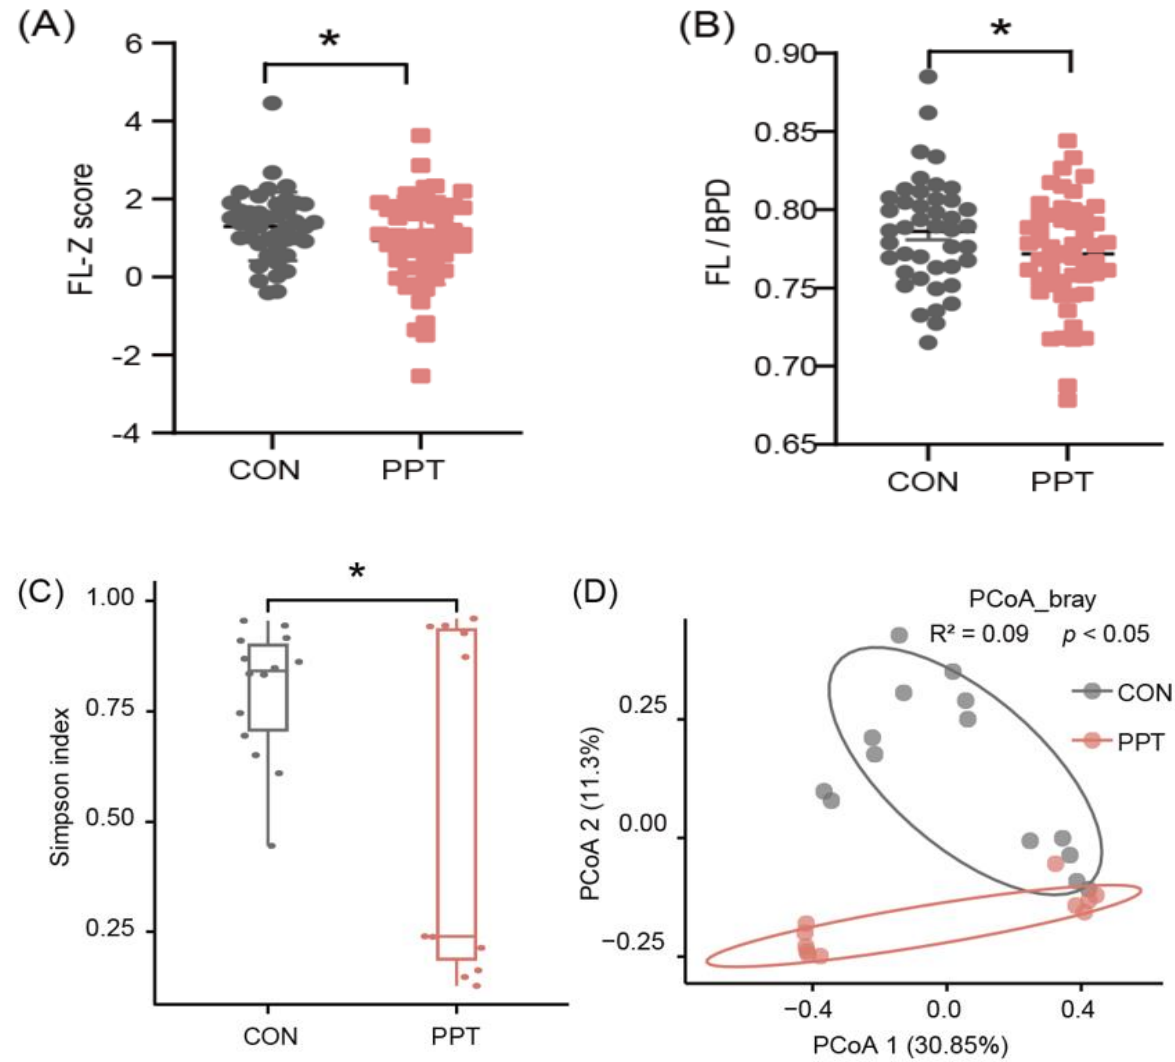 (A)
*
6
4
2
0
-2
-4
FL-Z score
CON PPT
(B)
*
0.90
0.85
0.80
0.75
0.70
0.65
FL / BPD
CON PPT
(C)
*
1.00
0.75
0.50
0.25
Simpson index
CON PPT
(D)
PCoA_bray
R² = 0.09 p < 0.05
CON
PPT
0.25
0.00
−0.25
PCoA 2 (11.3%)
−0.4 0.0 0.4
PCoA 1 (30.85%)